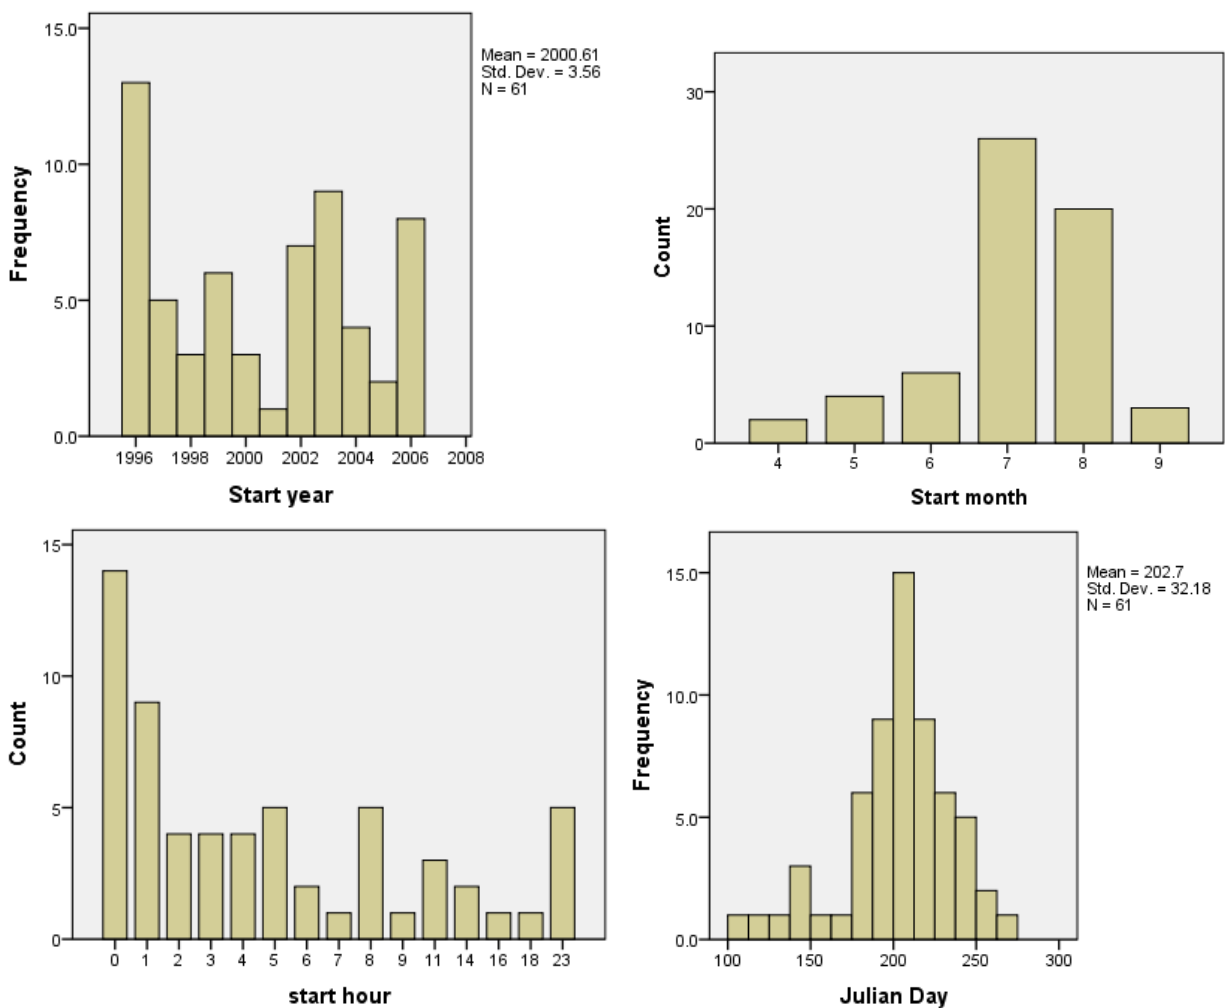 15.0
10.0
5.0
0.0
Frequency
1996 1998 2000 2002 2004 2006 2008
Start year
Mean = 2000.61
Std. Dev. = 3.56
N = 61
30
20
10
0
Count
4 5 6 7 8 9
Start month
15
10
5
0
Count
0 1 2 3 4 5 6 7 8 9 11 14 16 18 23
start hour
15.0
10.0
5.0
0.0
Frequency
100 150 200 250 300
Julian Day
Mean = 202.7
Std. Dev. = 32.18
N = 61